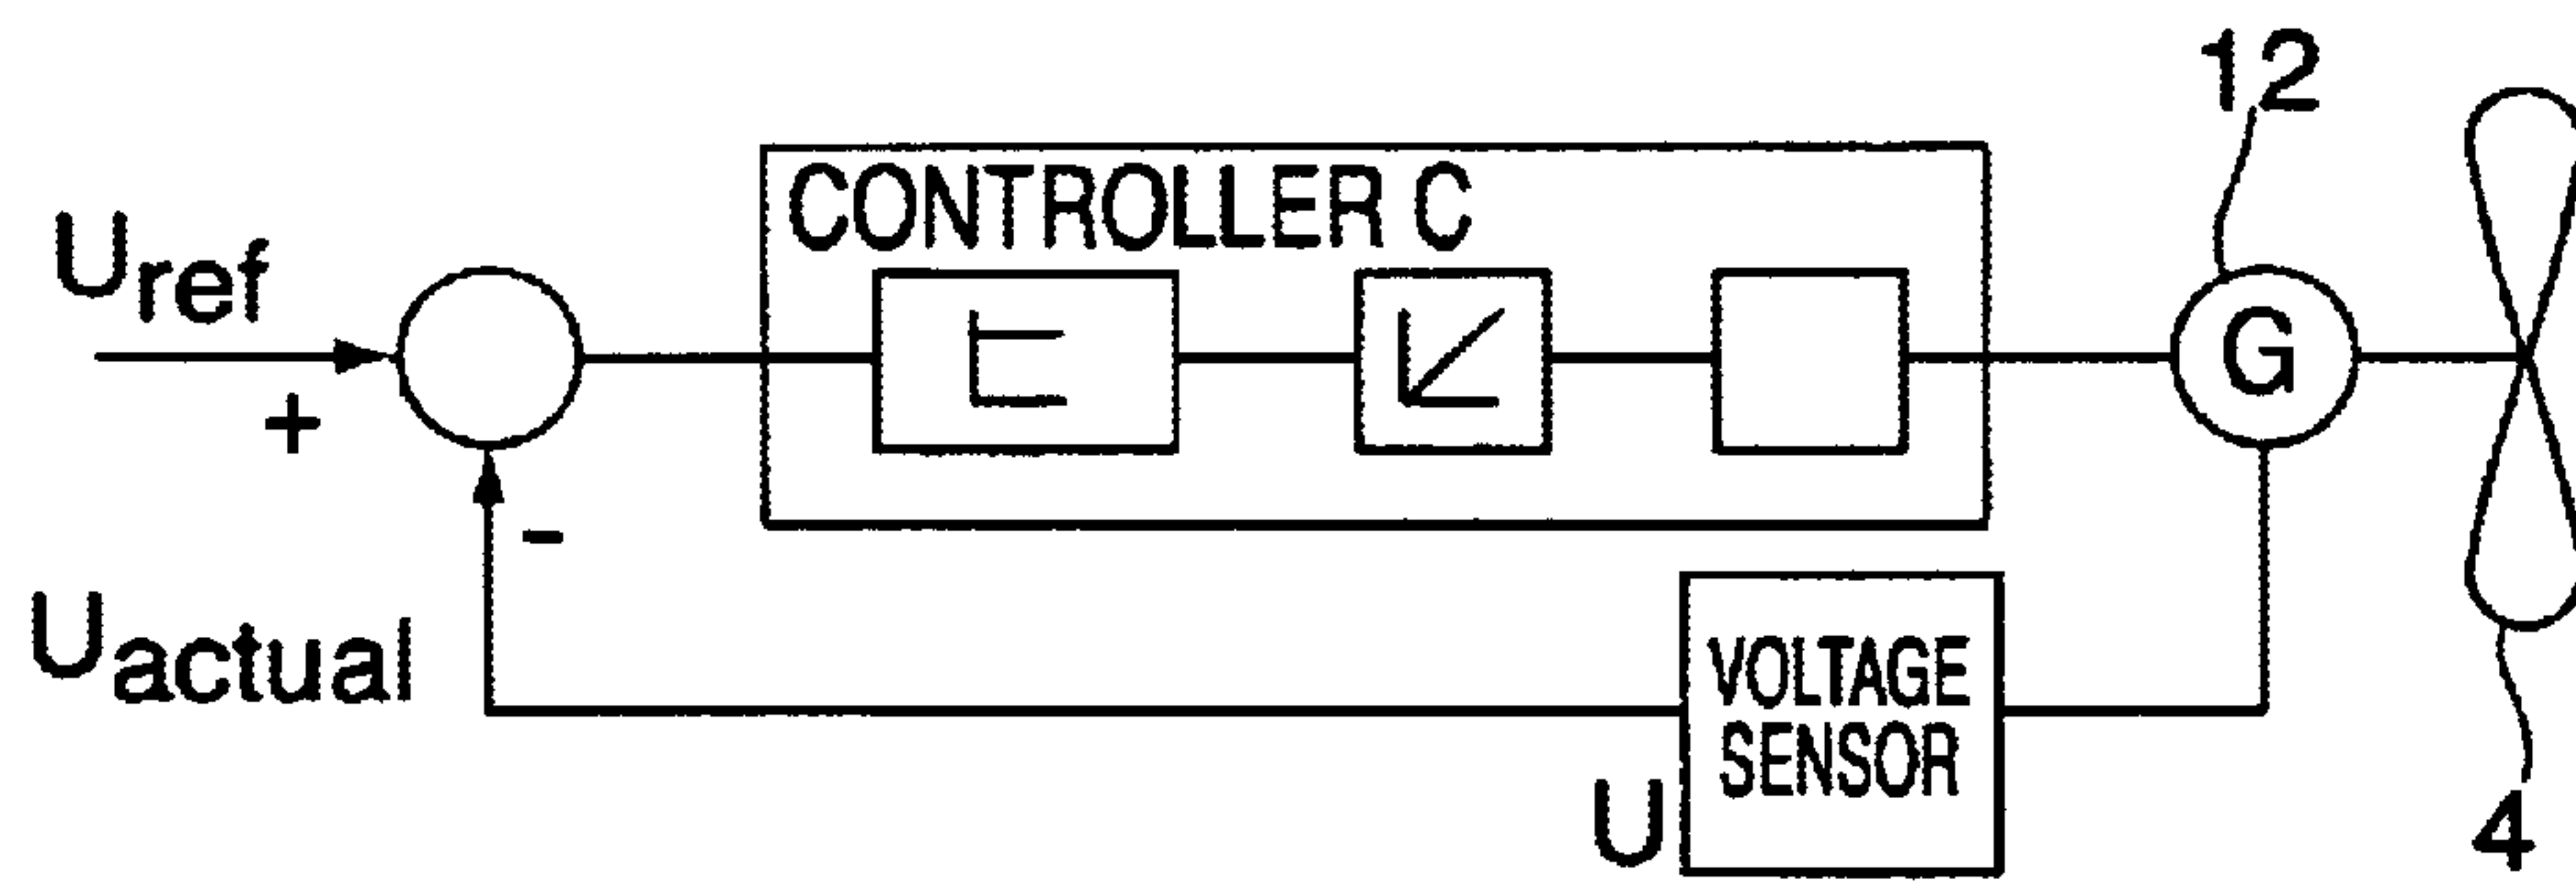 12
CONTROLLER C
Uref
+
G
-
Uactual
VOLTAGE
SENSOR
U
4